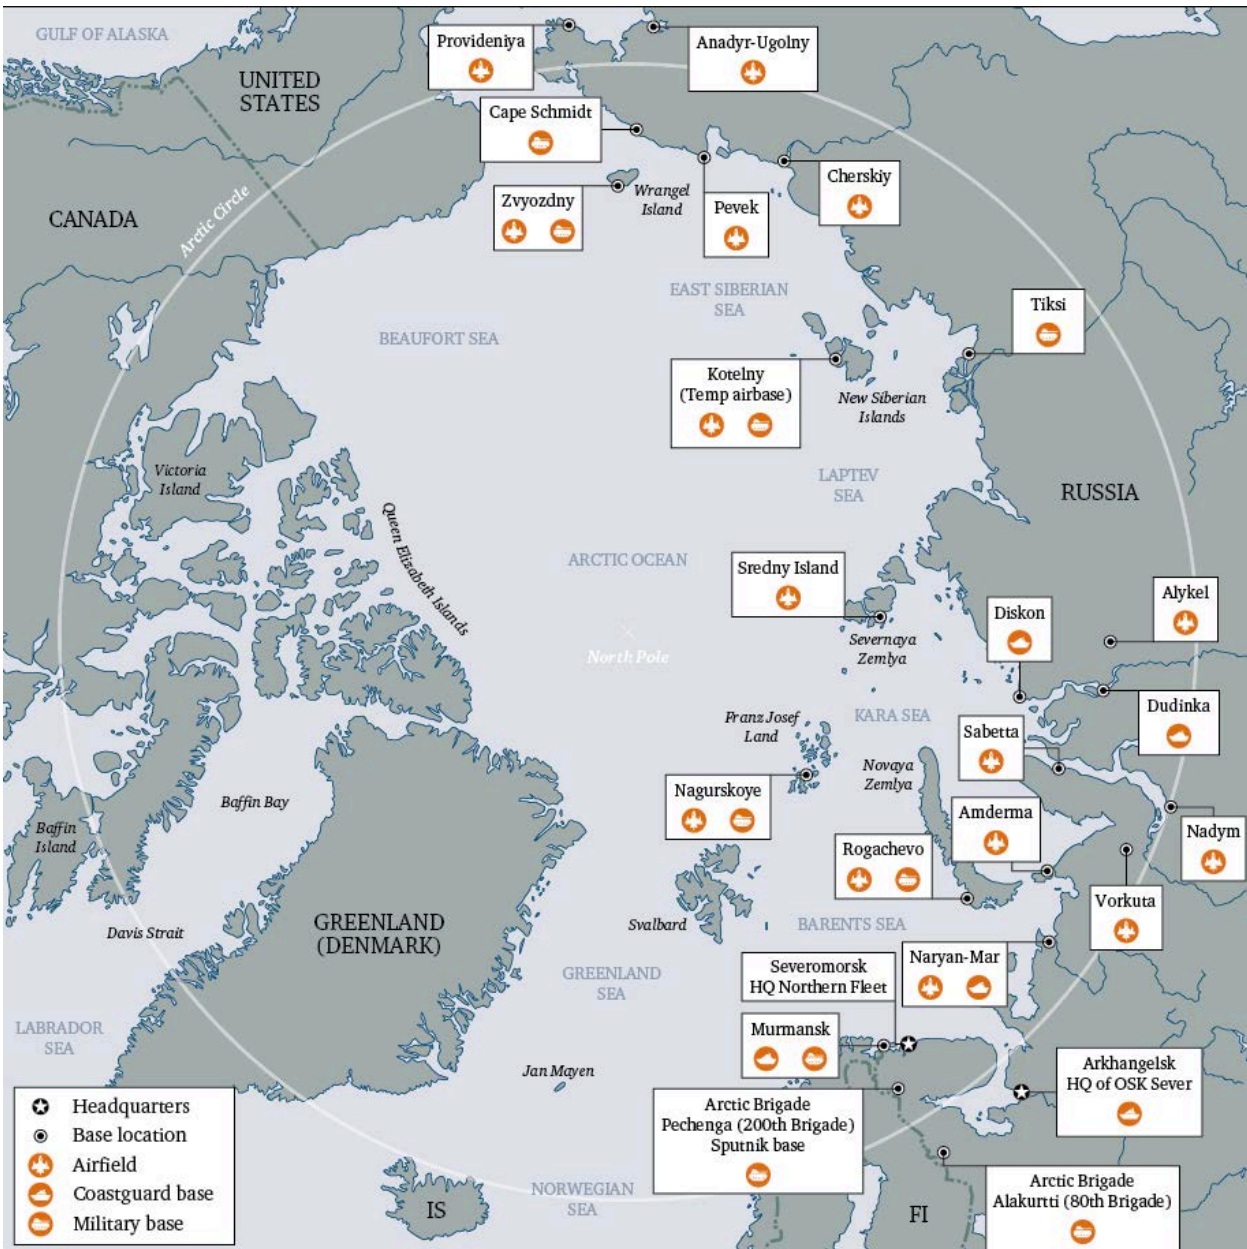 GULF OF ALASKA
Provideniya
Anadyr-Ugolny
UNITED
STATES
Cape Schmidt
Cherskiy
Zvyozdny
Wrangel
Island
Pevek
CANADA
Arctic Circle
EAST SIBERIAN
SEA
Tiksi
BEAUFORT SEA
Kotelny
(Temp airbase)
New Siberian
Islands
Victoria
Island
LAPTEV
SEA
RUSSIA
Queen Elizabeth Islands
ARCTIC OCEAN
Sredny Island
Alykel
Diskon
Severnaya
Zemlya
North Pole
Dudinka
Franz Josef
Land
KARA SEA
Sabetta
Novaya
Zemlya
Nagurskoye
Baffin Bay
Amderma
Baffin
Island
Nadym
Rogachevo
Vorkuta
GREENLAND
(DENMARK)
Svalbard
BARENTS SEA
Davis Strait
Naryan-Mar
Severomorsk
HQ Northern Fleet
GREENLAND
SEA
LABRADOR
SEA
Murmansk
Jan Mayen
Arkhangelsk
HQ of OSK Sever
Arctic Brigade
Pechenga (200th Brigade)
Sputnik base
Headquarters
Base location
Airfield
Coastguard base
Military base
IS
NORWEGIAN
SEA
FI
Arctic Brigade
Alakurtti (80th Brigade)